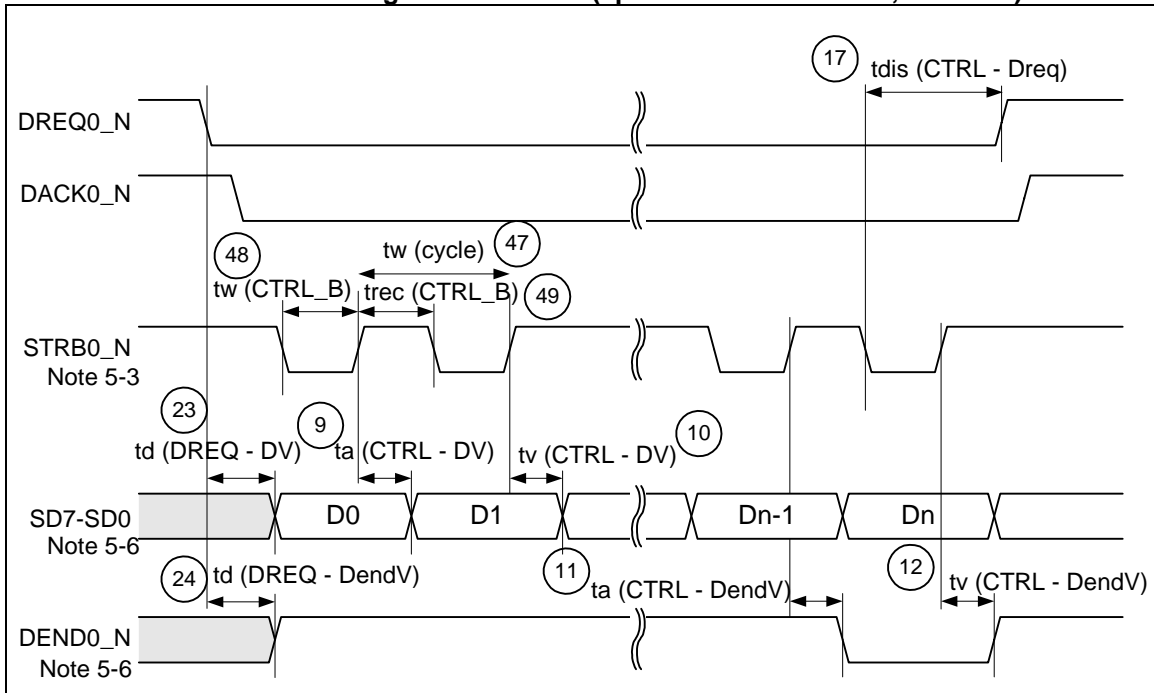 17 tdis (CTRL - Dreq)
DREQ0_N
DACK0_N
48 tw (cycle) 47
tw (CTRL_B) trec (CTRL_B) 49
STRB0_N
Note 5-3
23 9 10
td (DREQ - DV) ta (CTRL - DV) tv (CTRL - DV)
SD7-SD0 D0 D1 Dn-1 Dn
Note 5-6
24 td (DREQ - DendV) 11 ta (CTRL - DendV) 12 tv (CTRL - DendV)
DEND0_N
Note 5-6